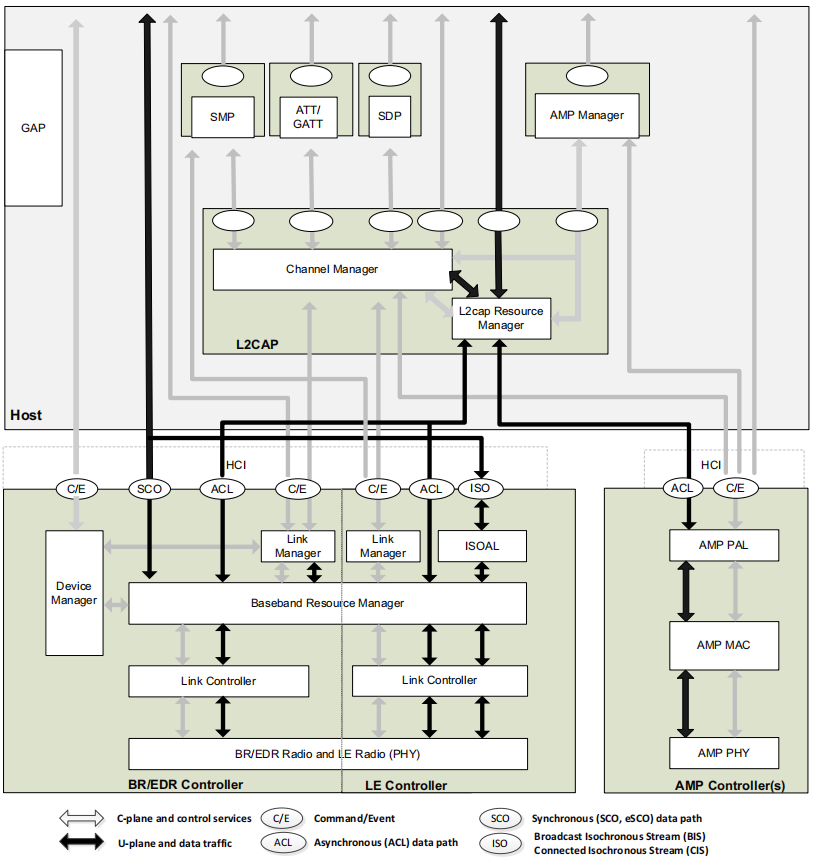 GAP
SMP
ATT/
GATT
SDP
AMP Manager
Channel Manager
L2cap Resource
Manager
L2CAP
Host
HCI
HCI
C/E
SCO
ACL
C/E
C/E
ACL
ISO
ACL
C/E
Device
Manager
Link
Manager
Link
Manager
ISOAL
AMP PAL
Baseband Resource Manager
AMP MAC
Link Controller
Link Controller
BR/EDR Radio and LE Radio (PHY)
AMP PHY
BR/EDR Controller
LE Controller
AMP Controller(s)
C-plane and control services
C/E
Command/Event
SCO
Synchronous (SCO, eSCO) data path
U-plane and data traffic
ACL
Asynchronous (ACL) data path
ISO
Broadcast Isochronous Stream (BIS)
Connected Isochronous Stream (CIS)